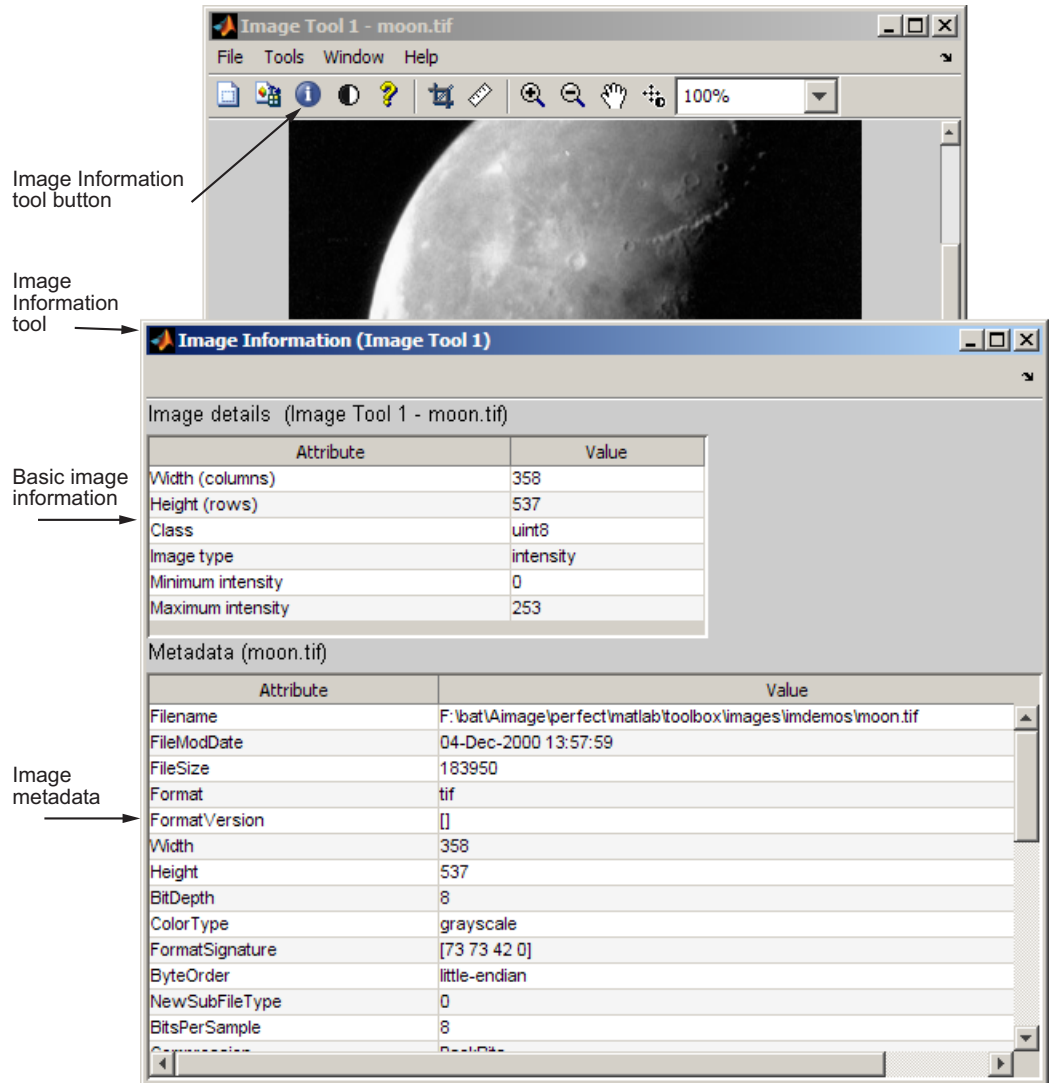 Image Tool 1 - moon.tif
File Tools Window Help
100%
Image Information
tool button
Image
Information
tool
Image Information (Image Tool 1)
Image details (Image Tool 1 - moon.tif)
Attribute Value
Basic image
information
Width (columns) 358
Height (rows) 537
Class uint8
Image type intensity
Minimum intensity 0
Maximum intensity 253
Metadata (moon.tif)
Attribute Value
Image
metadata
Filename F:\bat\Aimage\perfect\matlab\toolbox\images\imdemos\moon.tif
FileModDate 04-Dec-2000 13:57:59
FileSize 183950
Format tif
FormatVersion []
Width 358
Height 537
BitDepth 8
ColorType grayscale
FormatSignature [73 73 42 0]
ByteOrder little-endian
NewSubFileType 0
BitsPerSample 8
Compression PackBits